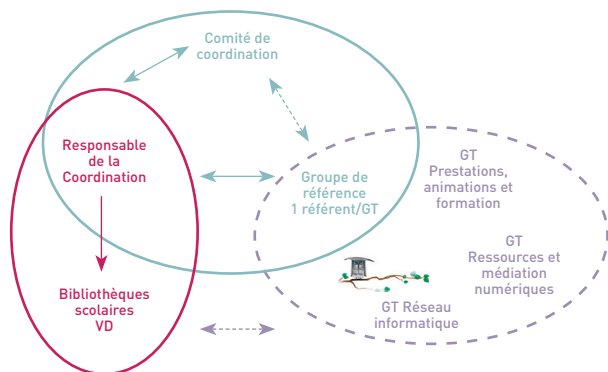 Comité de
coordination
Responsable
de la
Coordination
Groupe de
référence
1 référent/GT
GT
Prestations,
animations et
formation
GT
Ressources et
médiation
numériques
GT Réseau
informatique
Bibliothèques
scolaires
VD